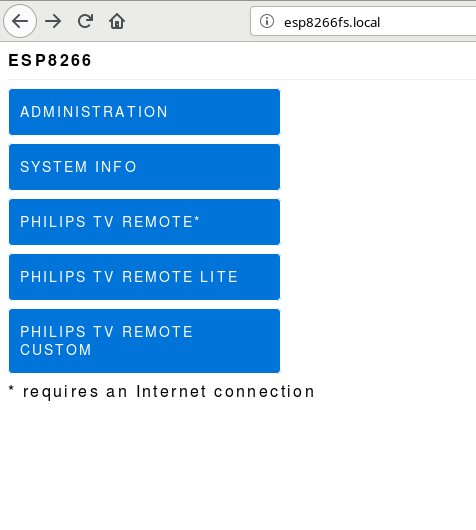 esp8266fs.local
ESP8266
ADMINISTRATION
SYSTEM INFO
PHILIPS TV REMOTE*
PHILIPS TV REMOTE LITE
PHILIPS TV REMOTE
CUSTOM
* requires an Internet connection